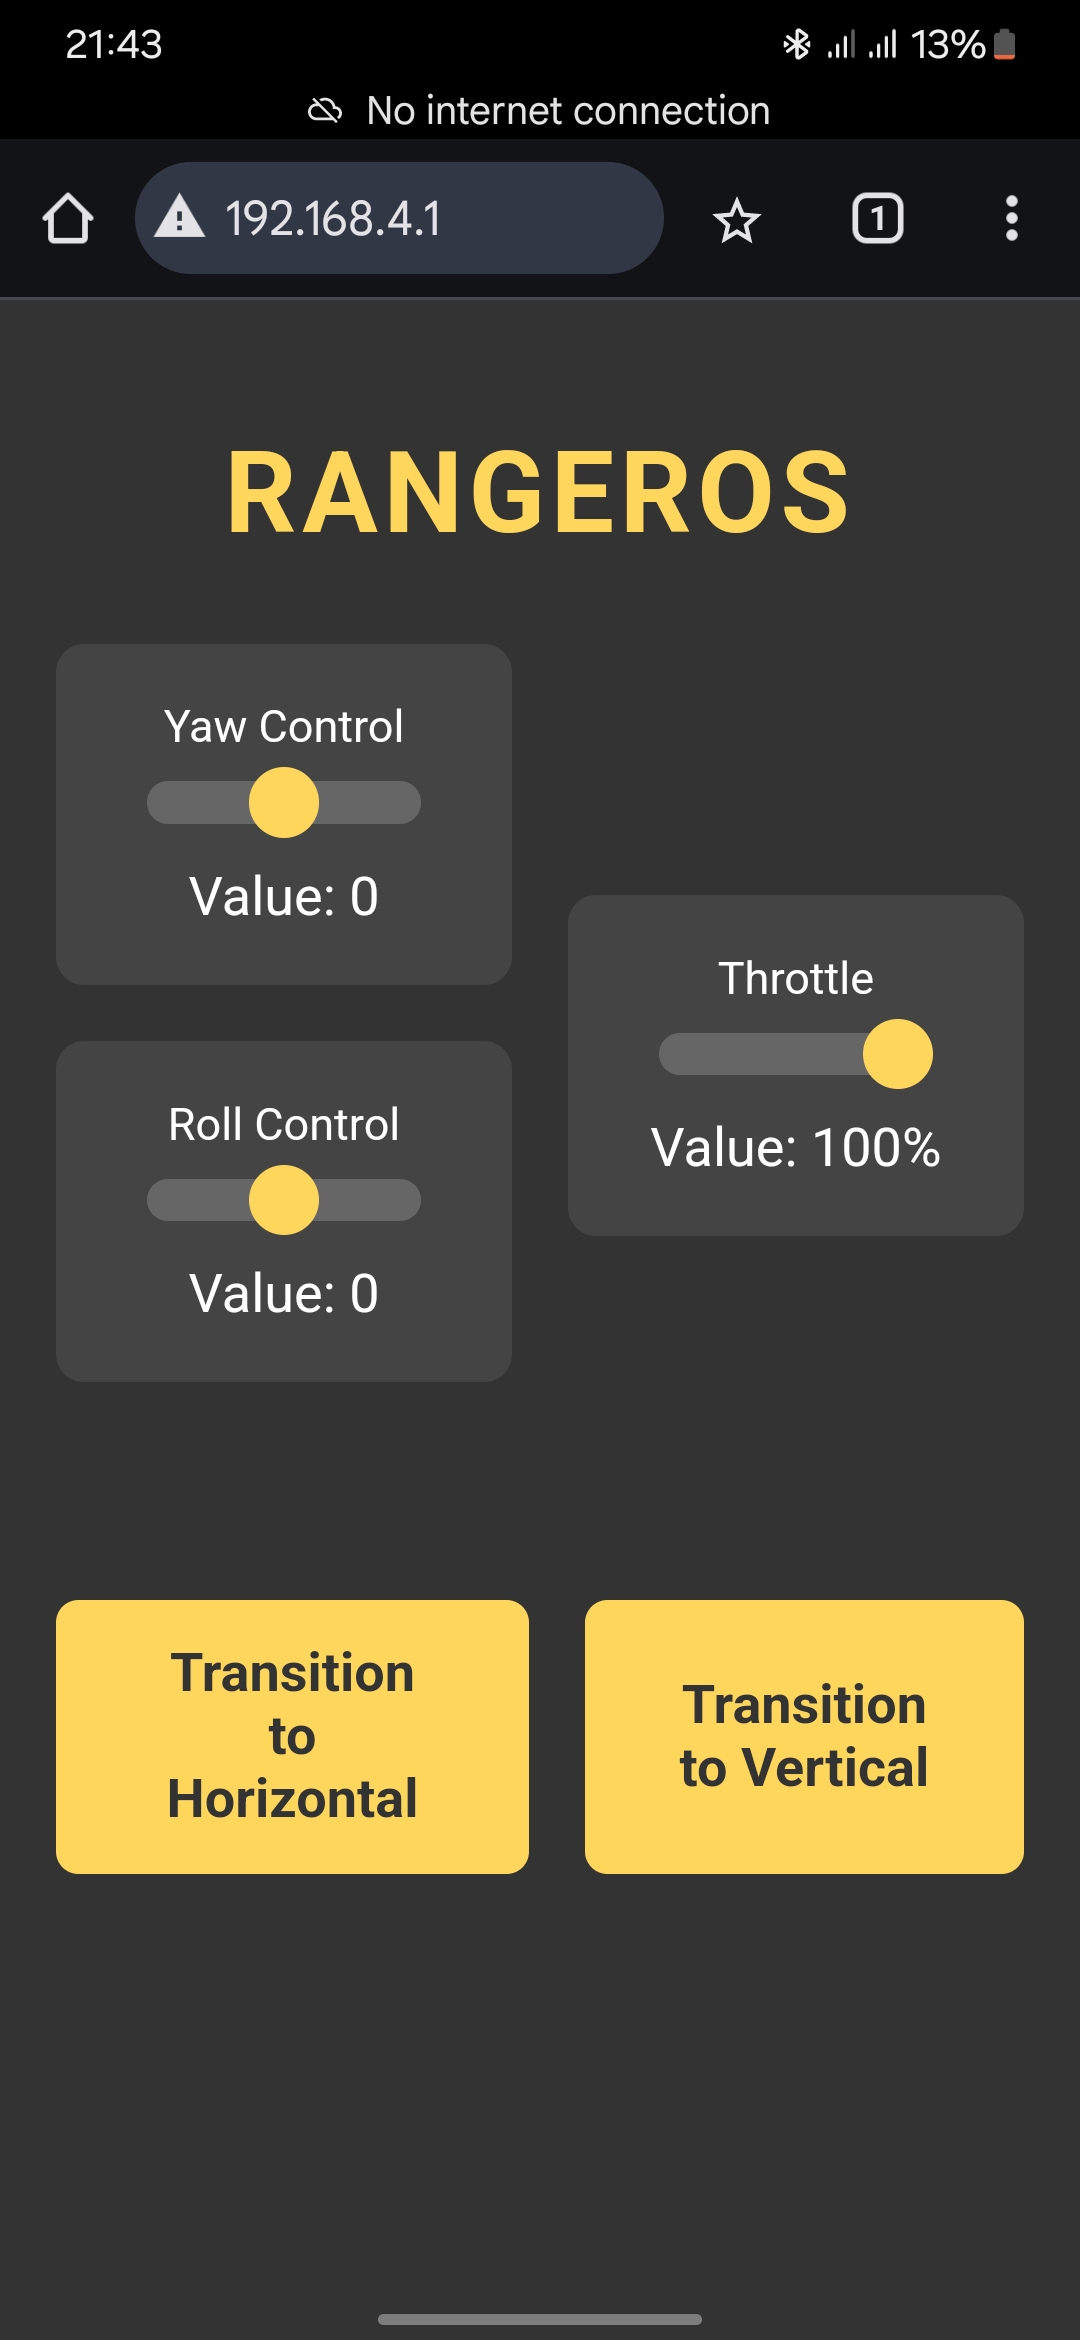 21:43
13%
No internet connection
192.168.4.1
1
RANGEROS
Yaw Control
Value: 0
Throttle
Value: 100%
Roll Control
Value: 0
Transition
to
Horizontal
Transition
to Vertical